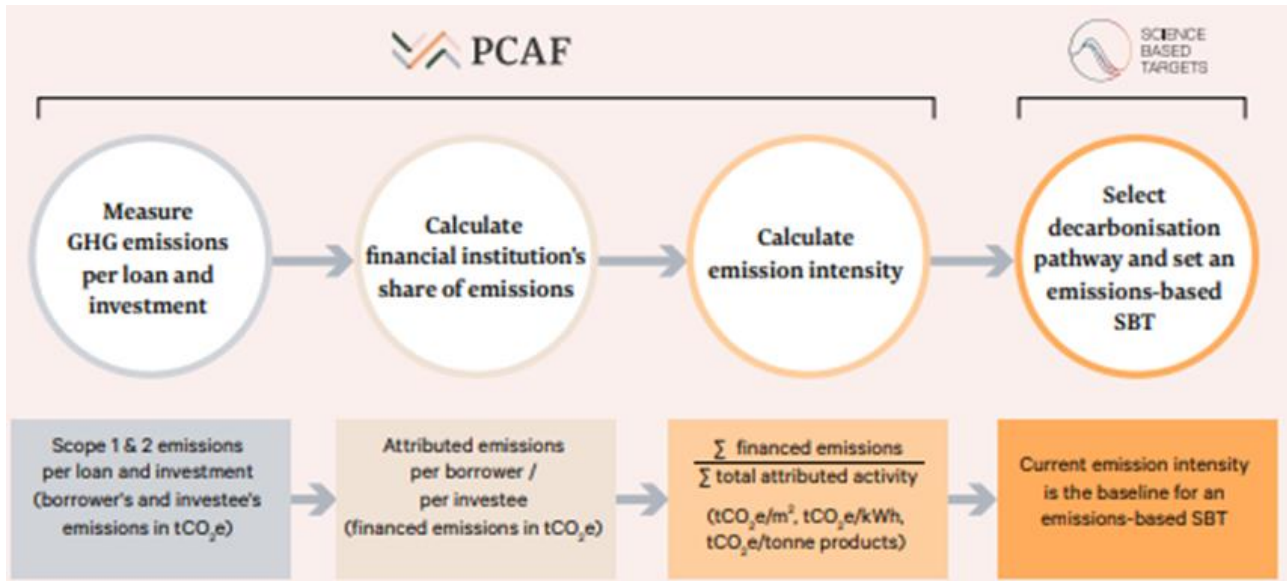 PCAF
SCIENCE
BASED
TARGETS
Measure
GHG emissions
per loan and
investment
Calculate
financial institution's
share of emissions
Calculate
emission intensity
Select
decarbonisation
pathway and set an
emissions-based
SBT
Scope 1 & 2 emissions
per loan and investment
(borrower's and investee's
emissions in tCO₂e)
Attributed emissions
per borrower /
per investee
(financed emissions in tCO₂e)
∑ financed emissions
∑ total attributed activity
(tCO₂e/m², tCO₂e/kWh,
tCO₂e/tonne products)
Current emission intensity
is the baseline for an
emissions-based SBT